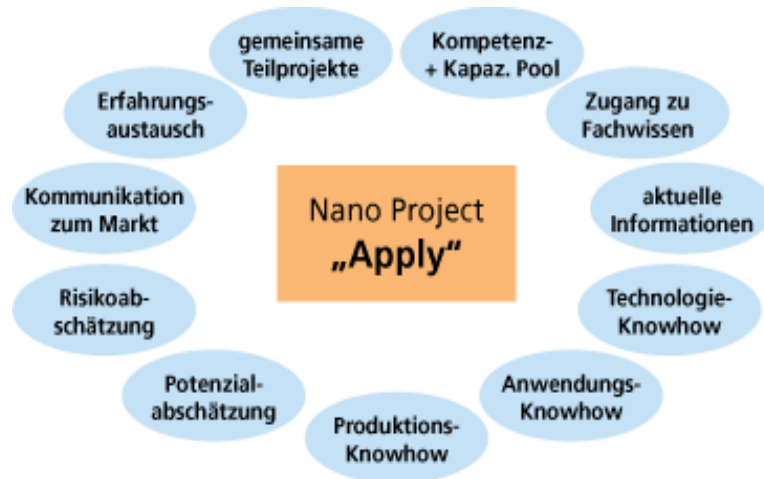 gemeinsame
Teilprojekte
Kompetenz-
+ Kapaz. Pool
Erfahrungs-
austausch
Zugang zu
Fachwissen
Kommunikation
zum Markt
Nano Project
„Apply“
aktuelle
Informationen
Risikoab-
schätzung
Technologie-
Knowhow
Potenzial-
abschätzung
Anwendungs-
Knowhow
Produktions-
Knowhow